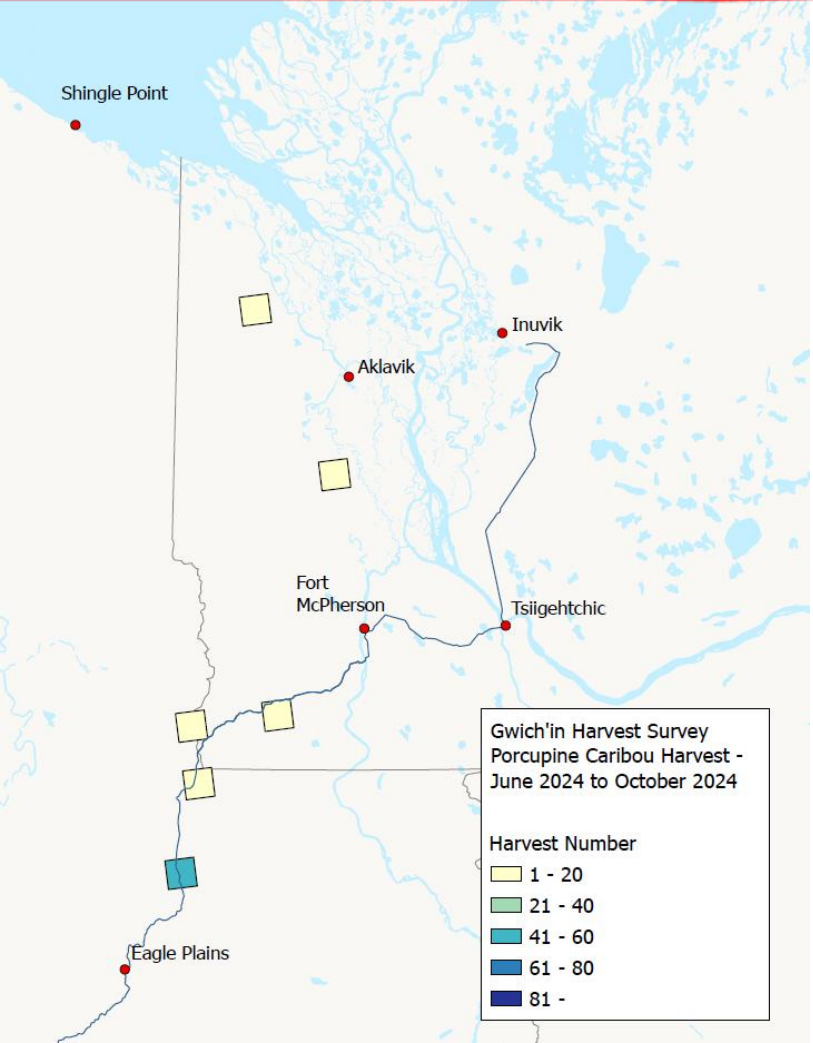 Shingle Point
Inuvik
Aklavik
Fort
McPherson
Tsiigehtchic
Eagle Plains
Gwich'in Harvest Survey
Porcupine Caribou Harvest -
June 2024 to October 2024
Harvest Number
1 - 20
21 - 40
41 - 60
61 - 80
81 -